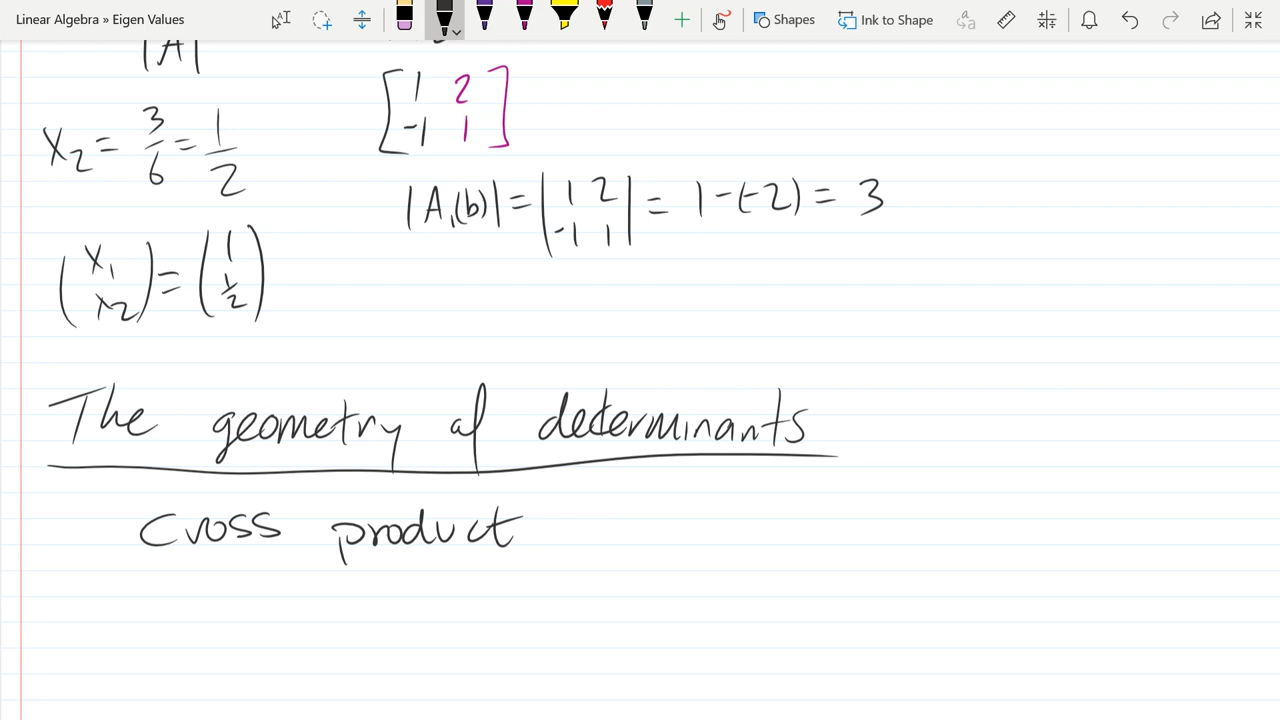 Linear Algebra » Eigen Values
Shapes
Ink to Shape
|A|
[1 2
-1 1]
x₂ = 3/6 = 1/2
|A₁(b)| = |1 2
-1 1| = 1-(-2) = 3
(x₁
x₂) = (1
1/2)
The geometry of determinants
Cross product